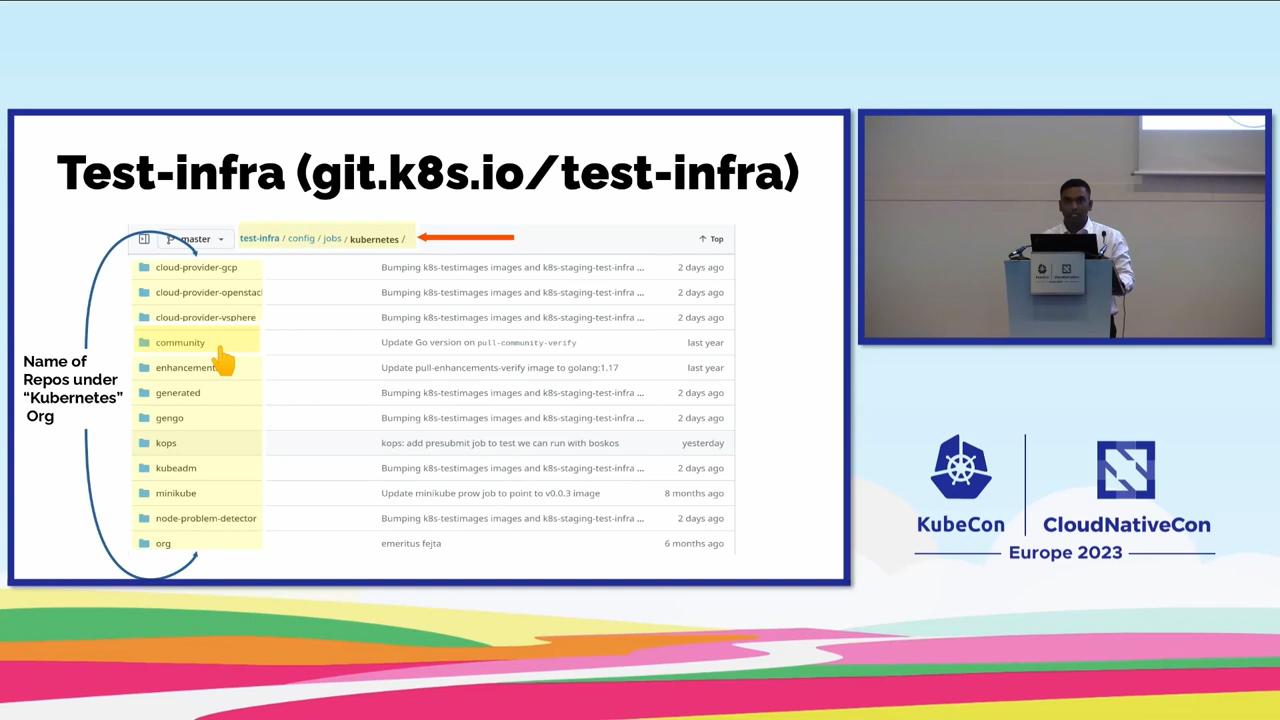 Test-infra (git.k8s.io/test-infra)
master test-infra / config / jobs / kubernetes / Top
cloud-provider-gcp Bumping k8s-testimages images and k8s-staging-test-infra ... 2 days ago
cloud-provider-openstack Bumping k8s-testimages images and k8s-staging-test-infra ... 2 days ago
cloud-provider-vsphere Bumping k8s-testimages images and k8s-staging-test-infra ... 2 days ago
community Update Go version on pull-community-verify last year
enhancement Update pull-enhancements-verify image to golang:1.17 last year
generated Bumping k8s-testimages images and k8s-staging-test-infra ... 2 days ago
gengo Bumping k8s-testimages images and k8s-staging-test-infra ... 2 days ago
kops kops: add presubmit job to test we can run with boskos yesterday
kubeadm Bumping k8s-testimages images and k8s-staging-test-infra ... 2 days ago
minikube Update minikube prow job to point to v0.0.3 image 8 months ago
node-problem-detector Bumping k8s-testimages images and k8s-staging-test-infra ... 2 days ago
org emeritus fejta 6 months ago
Name of
Repos under
“Kubernetes”
Org
KubeCon
CloudNativeCon
Europe 2023